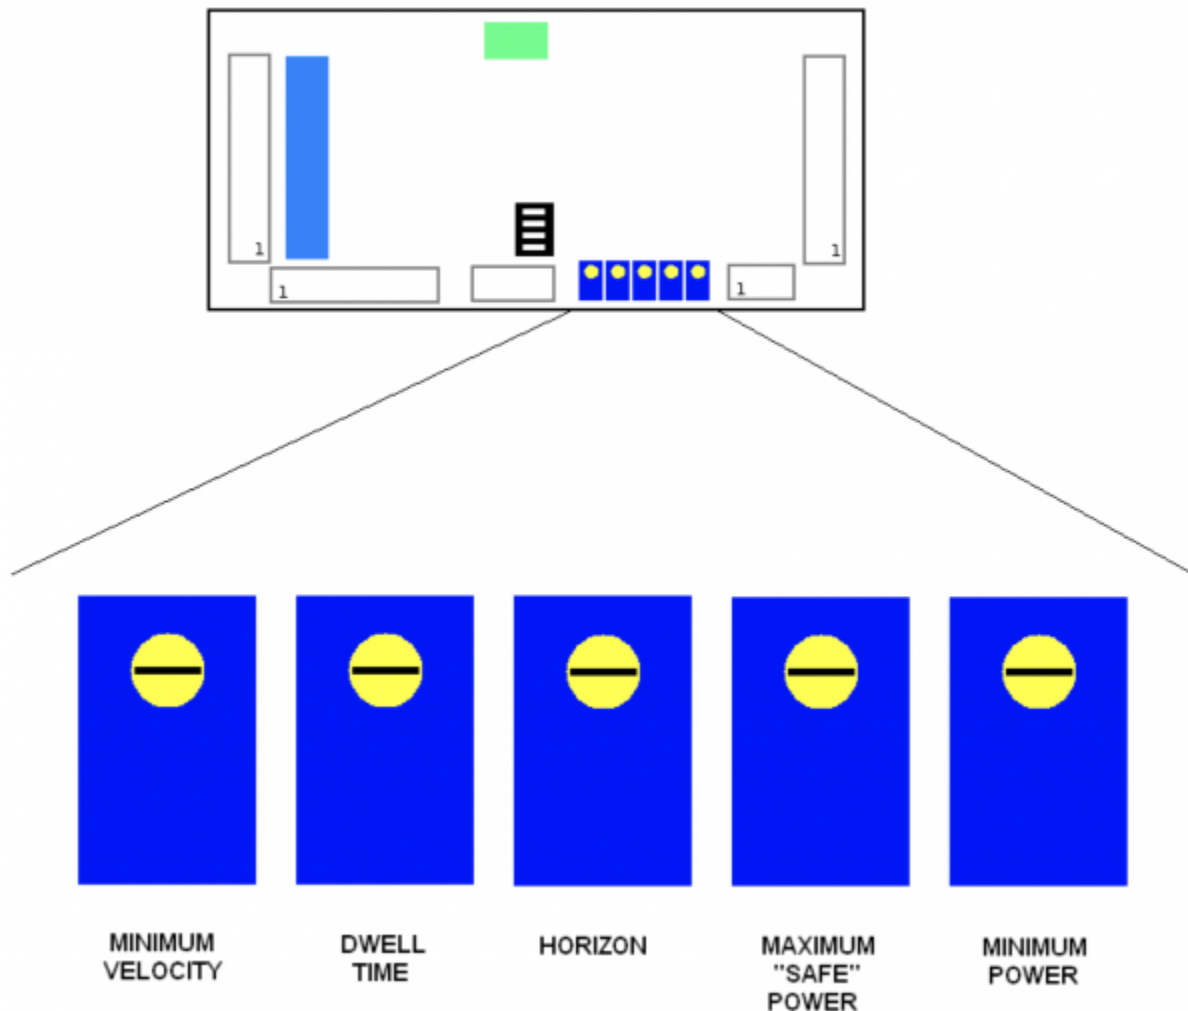 1
1
1
1
MINIMUM
VELOCITY
DWELL
TIME
HORIZON
MAXIMUM
"SAFE"
POWER
MINIMUM
POWER